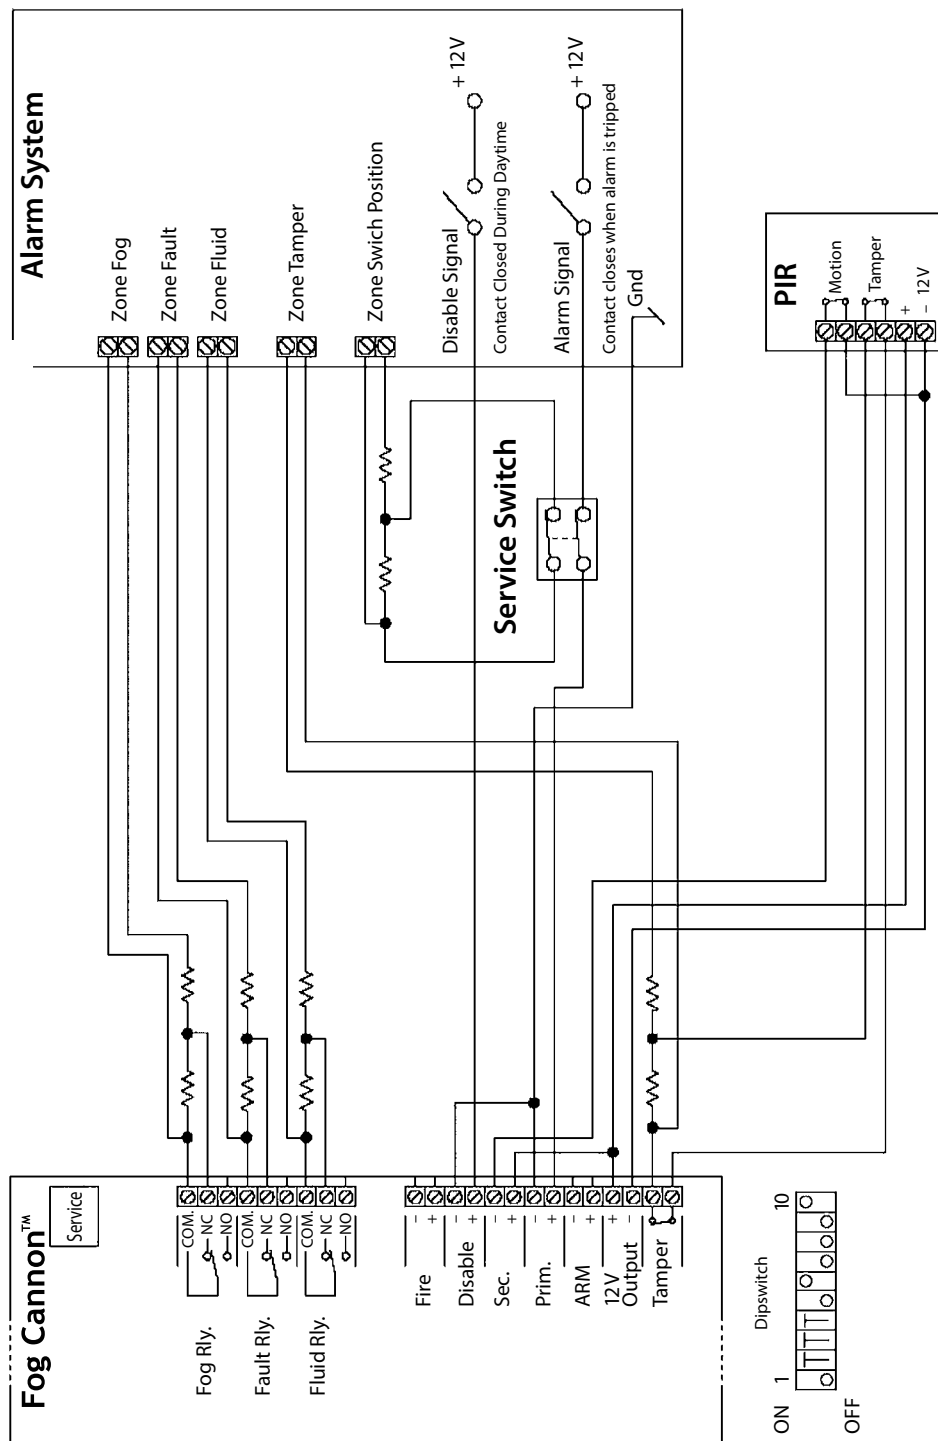 Alarm System
Zone Fog
Zone Fault
Zone Fluid
Zone Tamper
Zone Swich Position
Disable Signal
+ 12V
Contact Closed During Daytime
Alarm Signal
+ 12V
Contact closes when alarm is tripped
Gnd
Service Switch
PIR
Motion
Tamper
+
– 12V
Fog Cannon™
Service
Fog Rly.
COM.
NC
NO
Fault Rly.
COM.
NC
NO
Fluid Rly.
COM.
NC
NO
Fire
–
+
Disable
–
+
Sec.
–
+
Prim.
–
+
ARM
–
+
12V
Output
+
–
Tamper
Dipswitch
ON
1
10
T T T
OFF